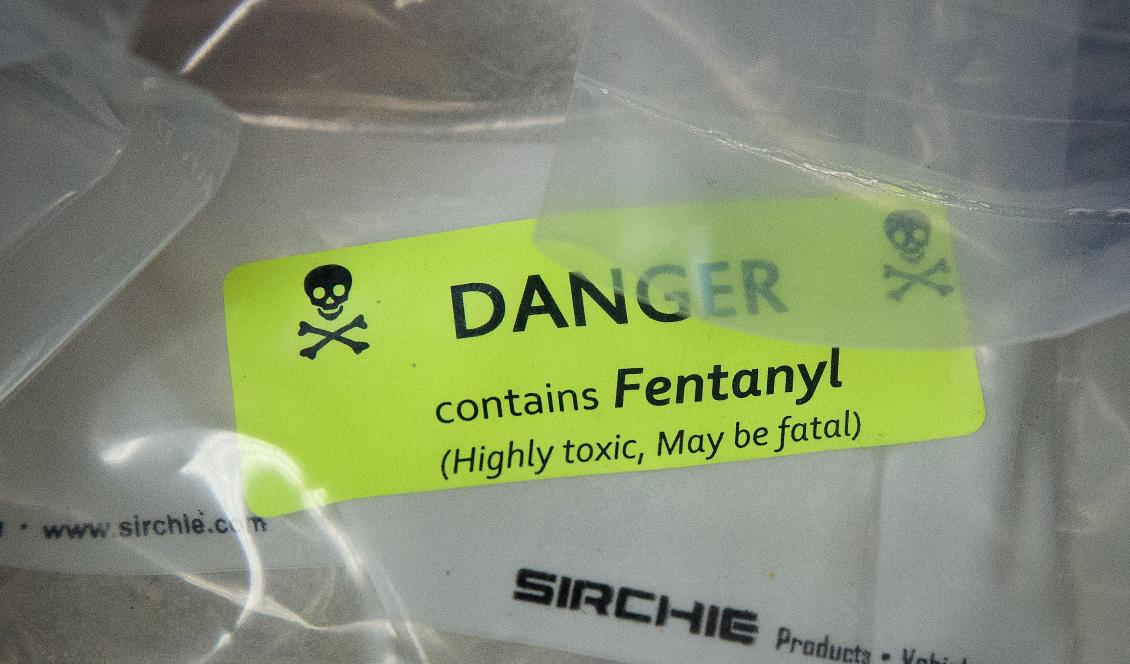 DANGER
contains Fentanyl
(Highly toxic, May be fatal)
· www.sirchie.com
SIRCHIE Products •